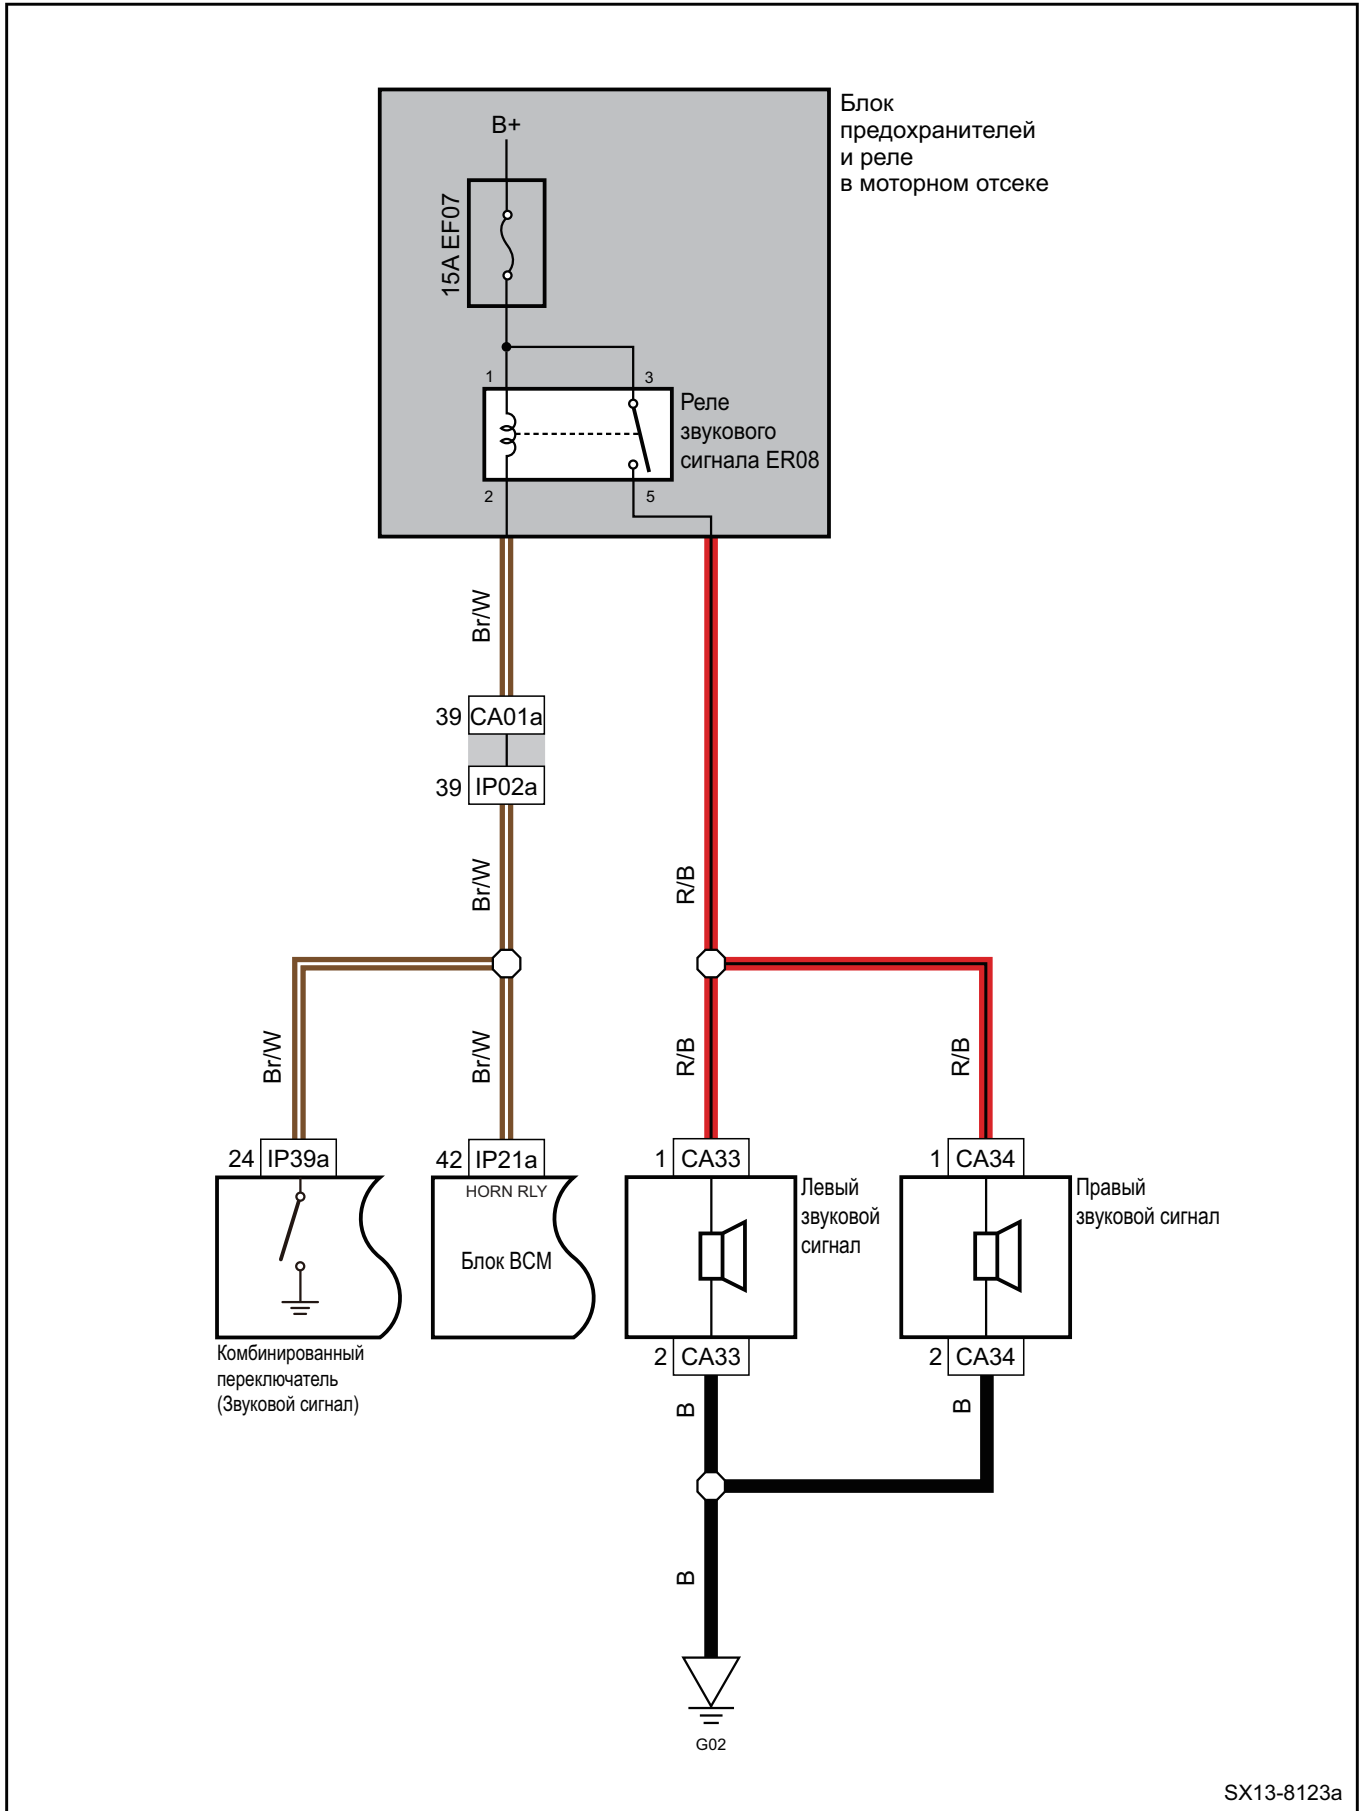 Блок
предохранителей
и реле
в моторном отсеке
B+
15A EF07
1
3
Реле
звукового
сигнала ER08
2
5
Br/W
39 CA01a
39 IP02a
Br/W
R/B
Br/W
Br/W
R/B
R/B
24 IP39a
42 IP21a
1 CA33
1 CA34
HORN RLY
Блок BCM
Левый
звуковой
сигнал
Правый
звуковой сигнал
Комбинированный
переключатель
(Звуковой сигнал)
2 CA33
2 CA34
B
B
B
G02
SX13-8123a